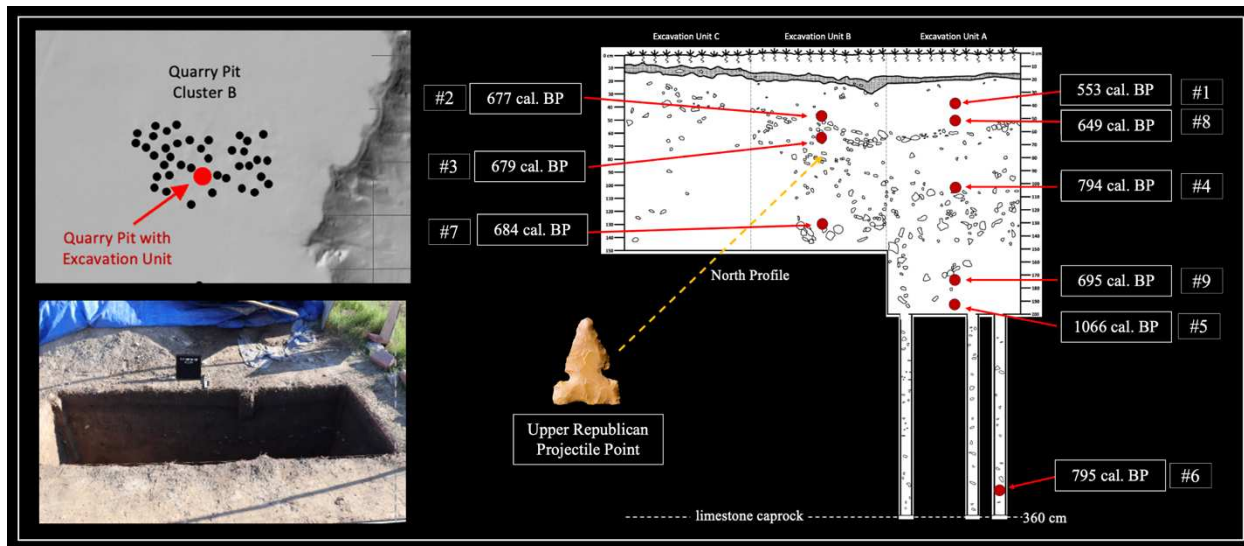 Quarry Pit
Cluster B
Quarry Pit with
Excavation Unit
Excavation Unit C
Excavation Unit B
Excavation Unit A
#2
677 cal. BP
#3
679 cal. BP
#7
684 cal. BP
553 cal. BP
#1
649 cal. BP
#8
794 cal. BP
#4
695 cal. BP
#9
1066 cal. BP
#5
795 cal. BP
#6
North Profile
Upper Republican
Projectile Point
limestone caprock
360 cm